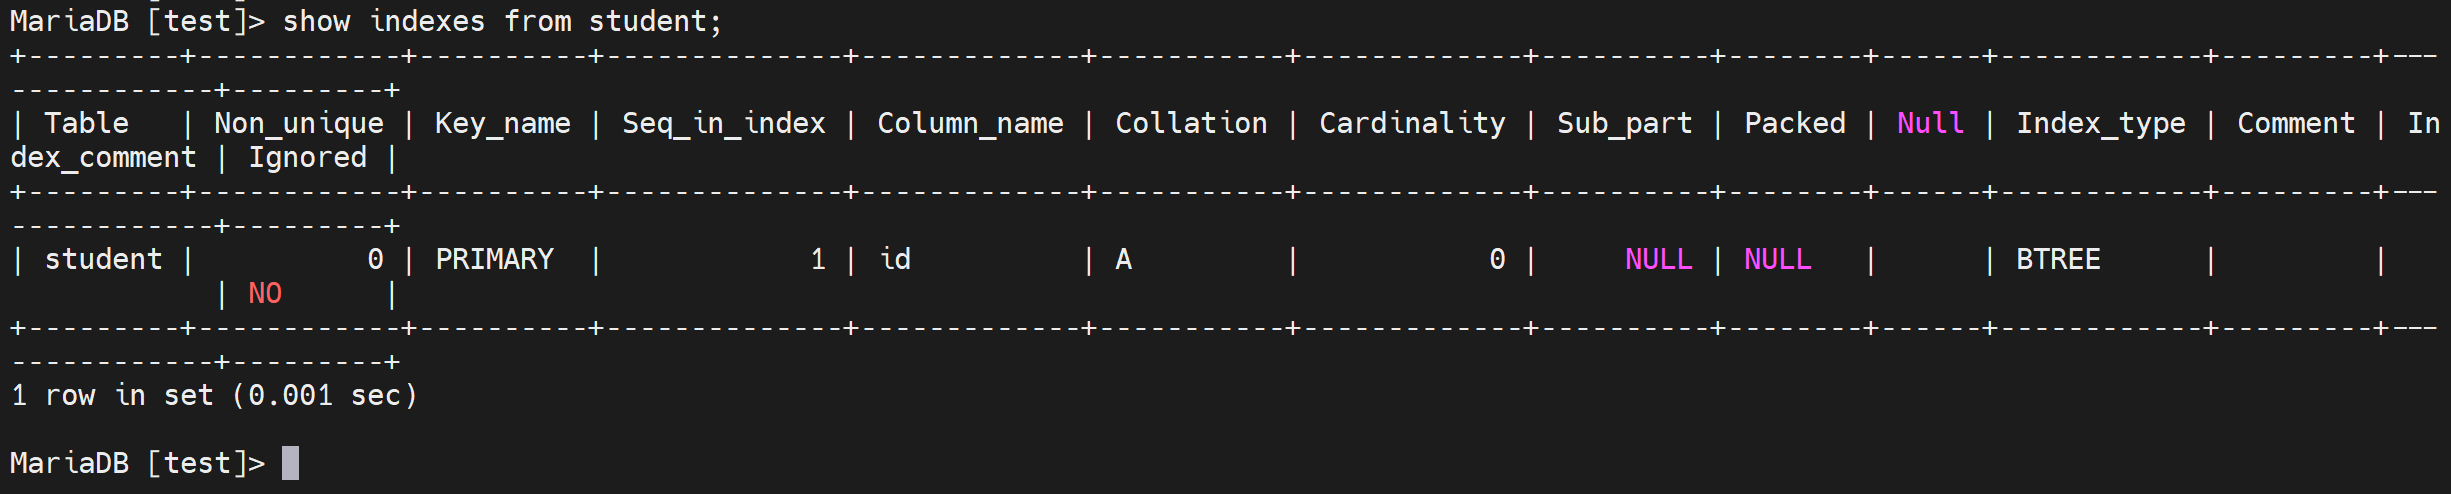 MariaDB [test]> show indexes from student;
+---------+------------+----------+--------------+-------------+-----------+-------------+----------+--------+------+------------+---------+---
------------+---------+
| Table   | Non_unique | Key_name | Seq_in_index | Column_name | Collation | Cardinality | Sub_part | Packed | Null | Index_type | Comment | In
dex_comment | Ignored |
+---------+------------+----------+--------------+-------------+-----------+-------------+----------+--------+------+------------+---------+---
------------+---------+
| student |          0 | PRIMARY  |            1 | id          | A         |           0 |     NULL | NULL   |      | BTREE      |         |
            | NO      |
+---------+------------+----------+--------------+-------------+-----------+-------------+----------+--------+------+------------+---------+---
------------+---------+
1 row in set (0.001 sec)
MariaDB [test]>